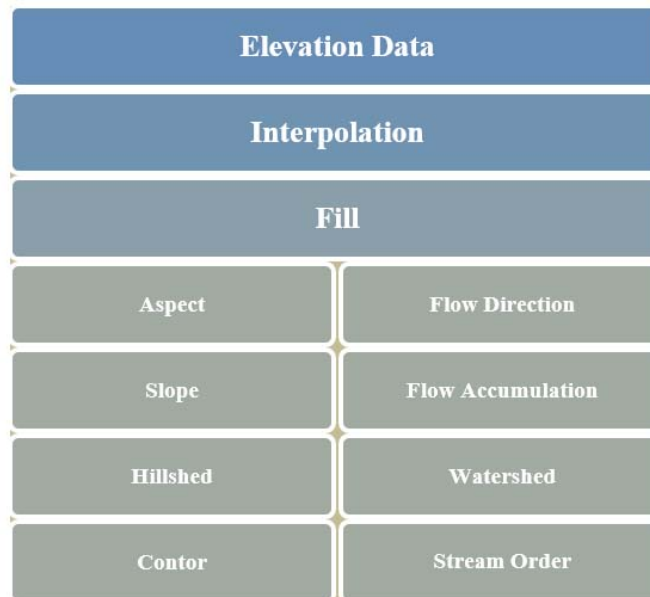 Elevation Data
Interpolation
Fill
Aspect
Flow Direction
Slope
Flow Accumulation
Hillshed
Watershed
Contor
Stream Order